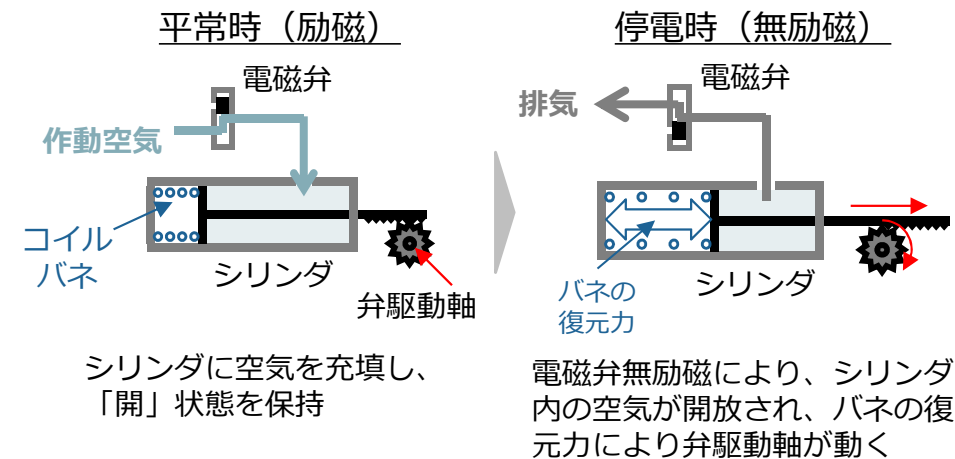 平常時（励磁）
電磁弁
作動空気
コイル
バネ
シリンダ
弁駆動軸
シリンダに空気を充填し、
「開」状態を保持
停電時（無励磁）
電磁弁
排気
シリンダ
バネの
復元力
電磁弁無励磁により、シリンダ
内の空気が開放され、バネの復
元力により弁駆動軸が動く